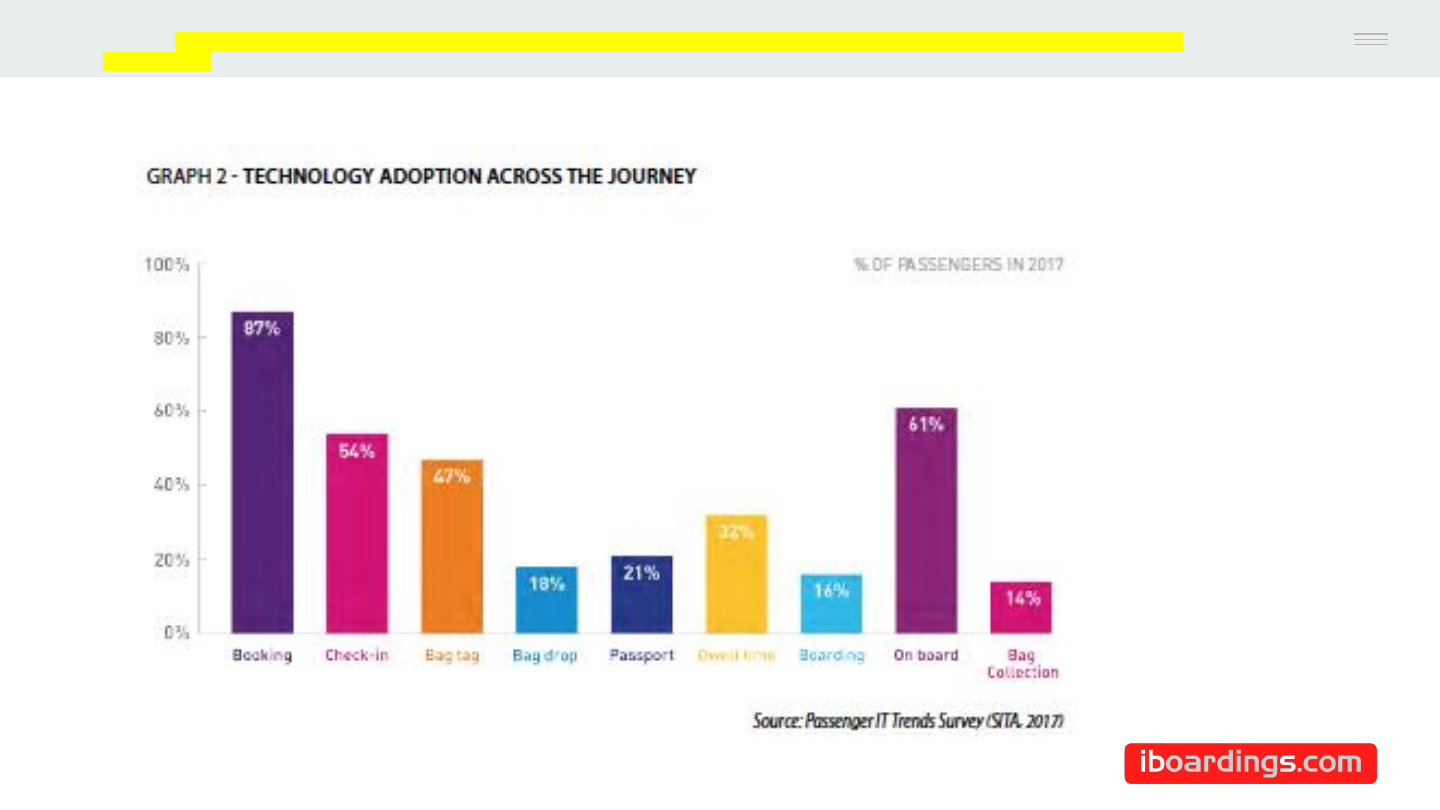 GRAPH 2 - TECHNOLOGY ADOPTION ACROSS THE JOURNEY
% OF PASSENGERS IN 2017
100%
80%
60%
40%
20%
0%
87%
54%
47%
18%
21%
32%
16%
61%
14%
Booking
Check-in
Bag tag
Bag drop
Passport
Dwell time
Boarding
On board
Bag
Collection
Source: Passenger IT Trends Survey (SITA, 2017)
iboardings.com